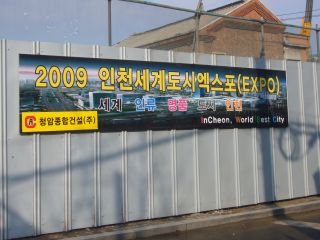 2009 인천세계도시엑스포(EXPO)
세계 인류 명품 도시 인천
청암종합건설(주)
InCheon, World Best City